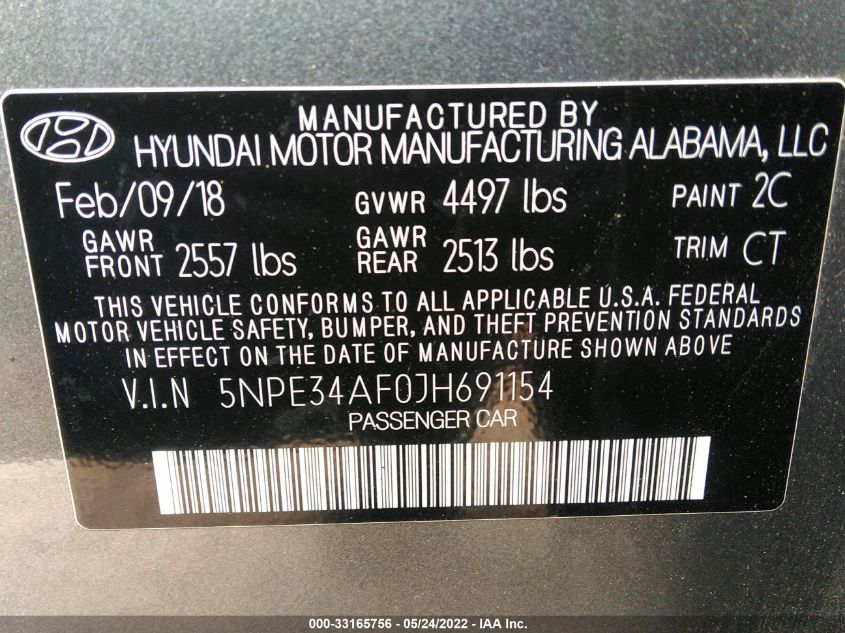 MANUFACTURED BY
HYUNDAI MOTOR MANUFACTURING ALABAMA, LLC
Feb/09/18 GVWR 4497 lbs PAINT 2C
GAWR FRONT 2557 lbs GAWR REAR 2513 lbs TRIM CT
THIS VEHICLE CONFORMS TO ALL APPLICABLE U.S.A. FEDERAL
MOTOR VEHICLE SAFETY, BUMPER, AND THEFT PREVENTION STANDARDS
IN EFFECT ON THE DATE OF MANUFACTURE SHOWN ABOVE
V.I.N 5NPE34AF0JH691154
PASSENGER CAR
000-33165756 - 05/24/2022 - IAA Inc.